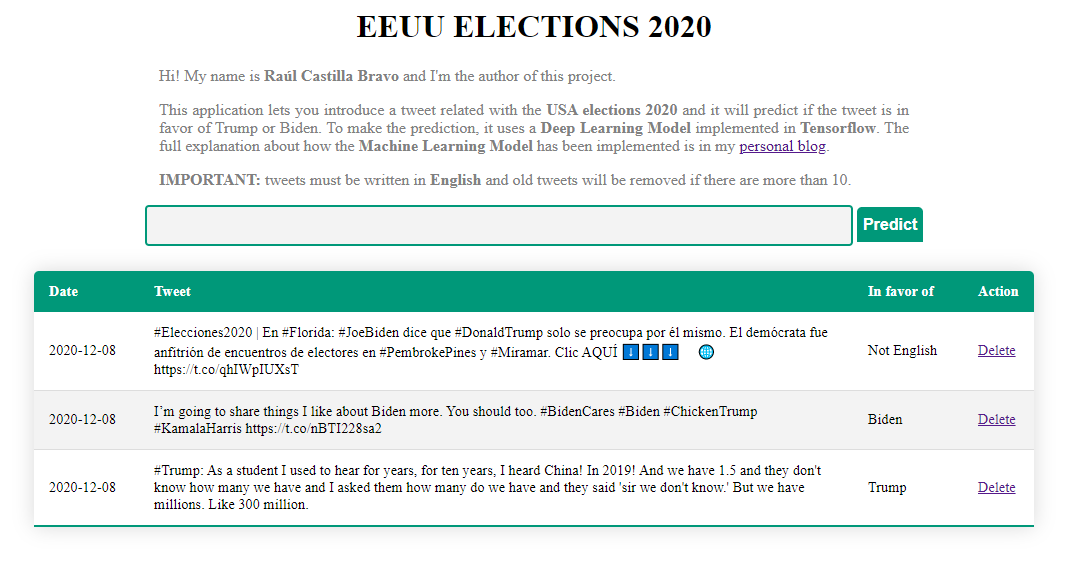 EEUU ELECTIONS 2020
Hi! My name is Raúl Castilla Bravo and I'm the author of this project.
This application lets you introduce a tweet related with the USA elections 2020 and it will predict if the tweet is in
favor of Trump or Biden. To make the prediction, it uses a Deep Learning Model implemented in Tensorflow. The
full explanation about how the Machine Learning Model has been implemented is in my personal blog.
IMPORTANT: tweets must be written in English and old tweets will be removed if there are more than 10.
Predict
Date Tweet In favor of Action
#Elecciones2020 | En #Florida: #JoeBiden dice que #DonaldTrump solo se preocupa por él mismo. El demócrata fue
2020-12-08 anfitrión de encuentros de electores en #PembrokePines y #Miramar. Clic AQUÍ ⬇️⬇️⬇️ 🌐 Not English Delete
https://t.co/qhIWpIUXsT
I’m going to share things I like about Biden more. You should too. #BidenCares #Biden #ChickenTrump
2020-12-08 Biden Delete
#KamalaHarris https://t.co/nBTI228sa2
#Trump: As a student I used to hear for years, for ten years, I heard China! In 2019! And we have 1.5 and they don't
2020-12-08 know how many we have and I asked them how many do we have and they said 'sir we don't know.' But we have Trump Delete
millions. Like 300 million.